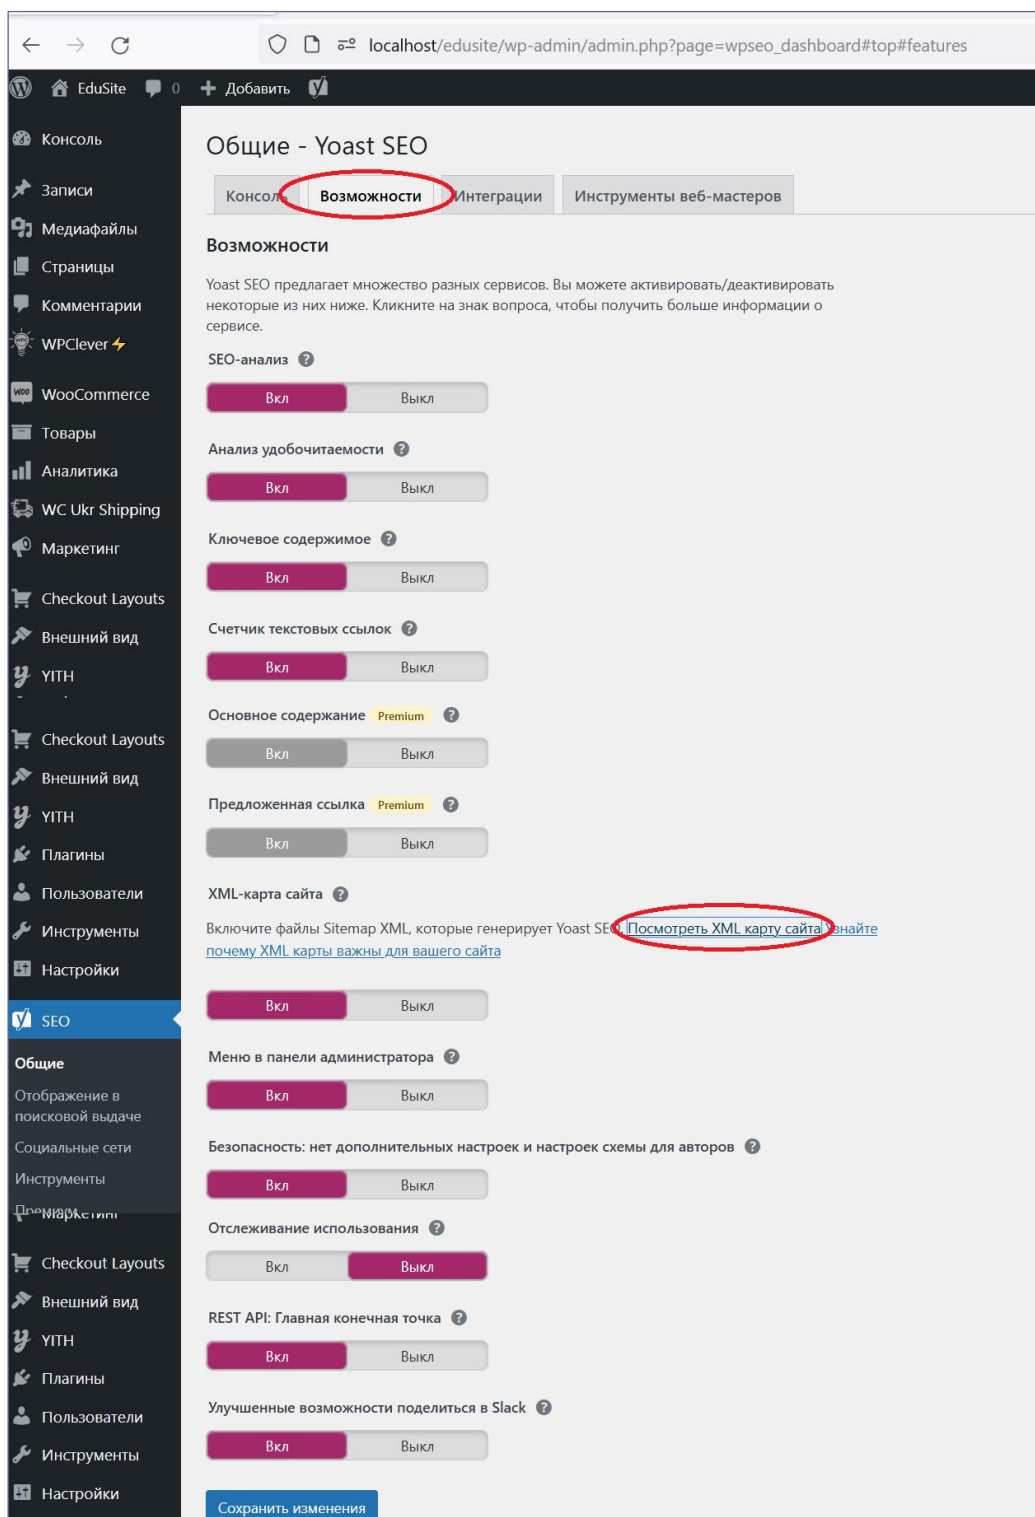 localhost/edusite/wp-admin/admin.php?page=wpseo_dashboard#top#features
EduSite 0 Добавить
Консоль
Записи
Медиафайлы
Страницы
Комментарии
WPClever
WooCommerce
Товары
Аналитика
WC Ukr Shipping
Маркетинг
Checkout Layouts
Внешний вид
YITH
Checkout Layouts
Внешний вид
YITH
Плагины
Пользователи
Инструменты
Настройки
SEO
Общие
Отображение в
поисковой выдаче
Социальные сети
Инструменты
Премиум
Маркетинг
Checkout Layouts
Внешний вид
YITH
Плагины
Пользователи
Инструменты
Настройки
Общие - Yoast SEO
Консоль Возможности Интеграции Инструменты веб-мастеров
Возможности
Yoast SEO предлагает множество разных сервисов. Вы можете активировать/деактивировать
некоторые из них ниже. Кликните на знак вопроса, чтобы получить больше информации о
сервисе.
SEO-анализ
Вкл Выкл
Анализ удобочитаемости
Вкл Выкл
Ключевое содержимое
Вкл Выкл
Счетчик текстовых ссылок
Вкл Выкл
Основное содержание Premium
Вкл Выкл
Предложенная ссылка Premium
Вкл Выкл
XML-карта сайта
Включите файлы Sitemap XML, которые генерирует Yoast SEO. Посмотреть XML карту сайта Узнайте
почему XML карты важны для вашего сайта
Вкл Выкл
Меню в панели администратора
Вкл Выкл
Безопасность: нет дополнительных настроек и настроек схемы для авторов
Вкл Выкл
Отслеживание использования
Вкл Выкл
REST API: Главная конечная точка
Вкл Выкл
Улучшенные возможности поделиться в Slack
Вкл Выкл
Сохранить изменения